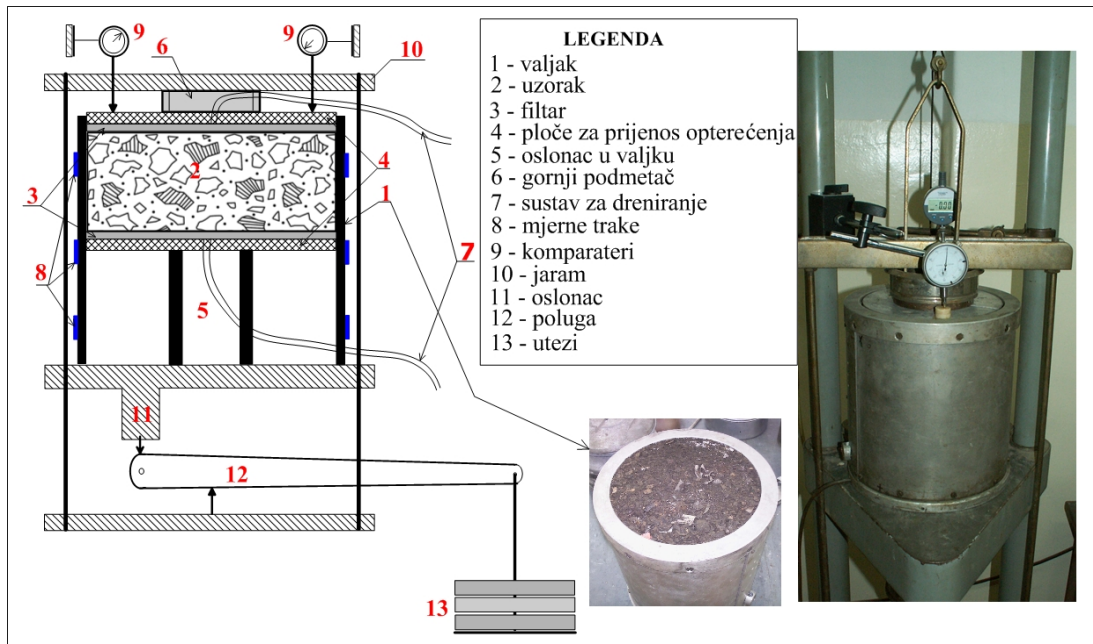 9
9
10
6
LEGENDA
1 - valjak
2 - uzorak
3 - filtar
4 - ploče za prijenos opterećenja
5 - oslonac u valjku
6 - gornji podmetač
7 - sustav za dreniranje
8 - mjerne trake
9 - komparateri
10 - jaram
11 - oslonac
12 - poluga
13 - utezi
2
4
3
1
7
8
5
11
12
13